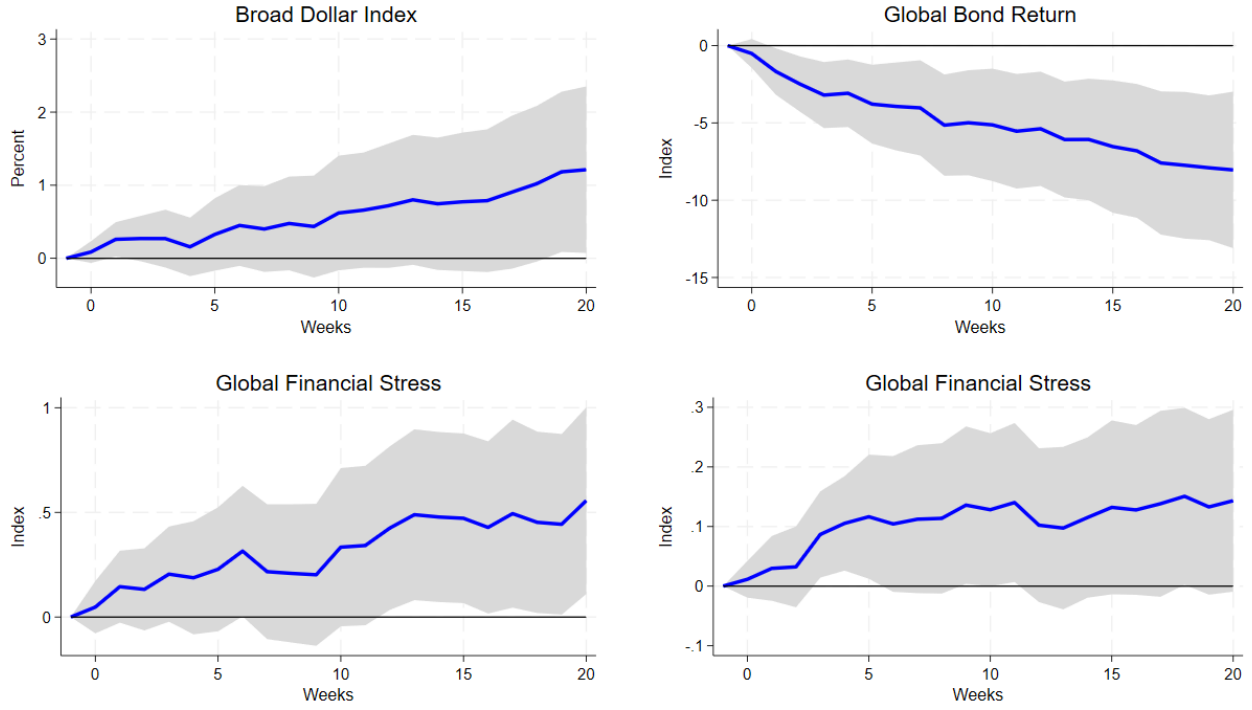 Broad Dollar Index
Percent
3
2
1
0
0 5 10 15 20
Weeks
Global Bond Return
Index
0
-5
-10
-15
0 5 10 15 20
Weeks
Global Financial Stress
Index
1
.5
0
0 5 10 15 20
Weeks
Global Financial Stress
Index
.3
.2
.1
0
-.1
0 5 10 15 20
Weeks